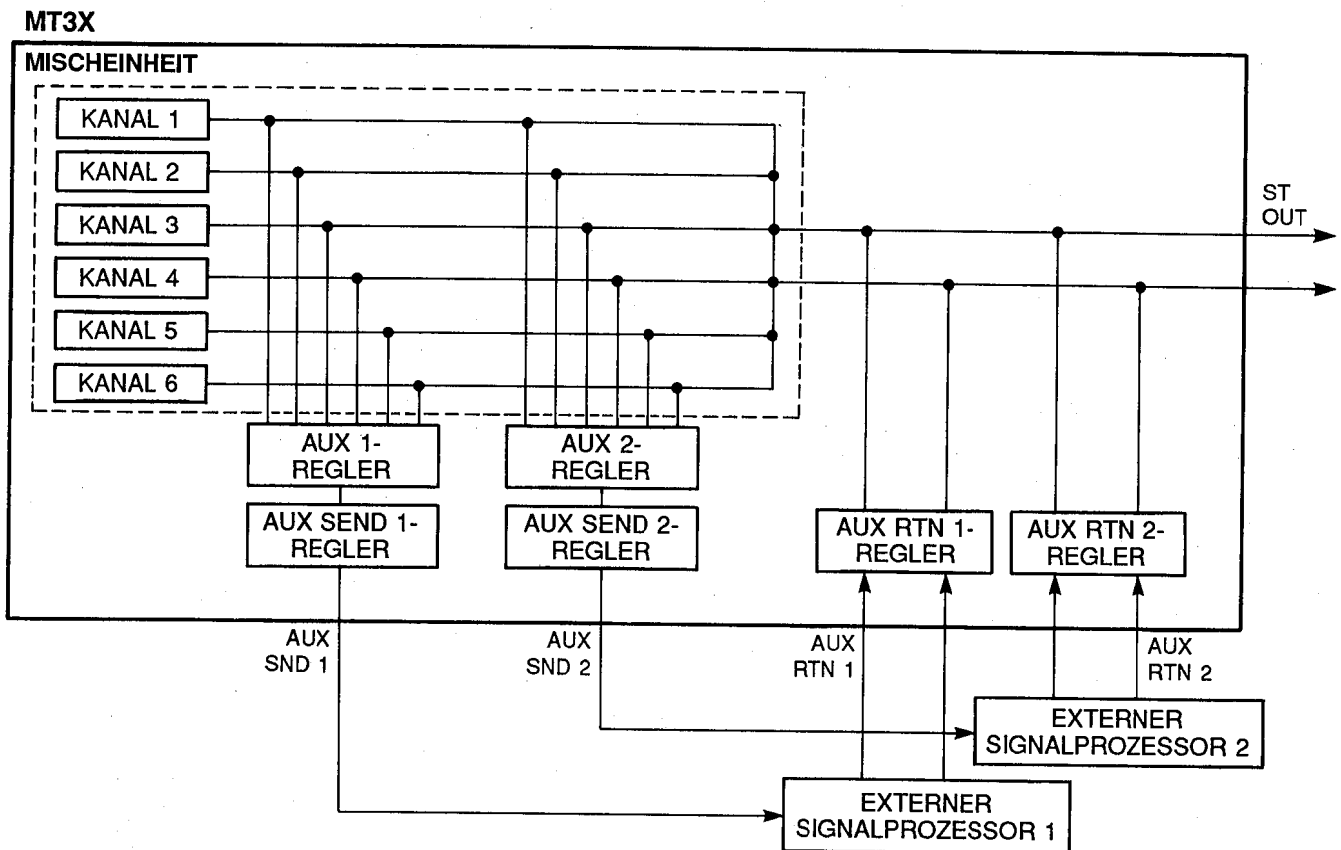 MT3X
MISCHEINHEIT
KANAL 1
KANAL 2
KANAL 3
KANAL 4
KANAL 5
KANAL 6
ST
OUT
AUX 1-
REGLER
AUX 2-
REGLER
AUX SEND 1-
REGLER
AUX SEND 2-
REGLER
AUX RTN 1-
REGLER
AUX RTN 2-
REGLER
AUX
SND 1
AUX
SND 2
AUX
RTN 1
AUX
RTN 2
EXTERNER
SIGNALPROZESSOR 2
EXTERNER
SIGNALPROZESSOR 1